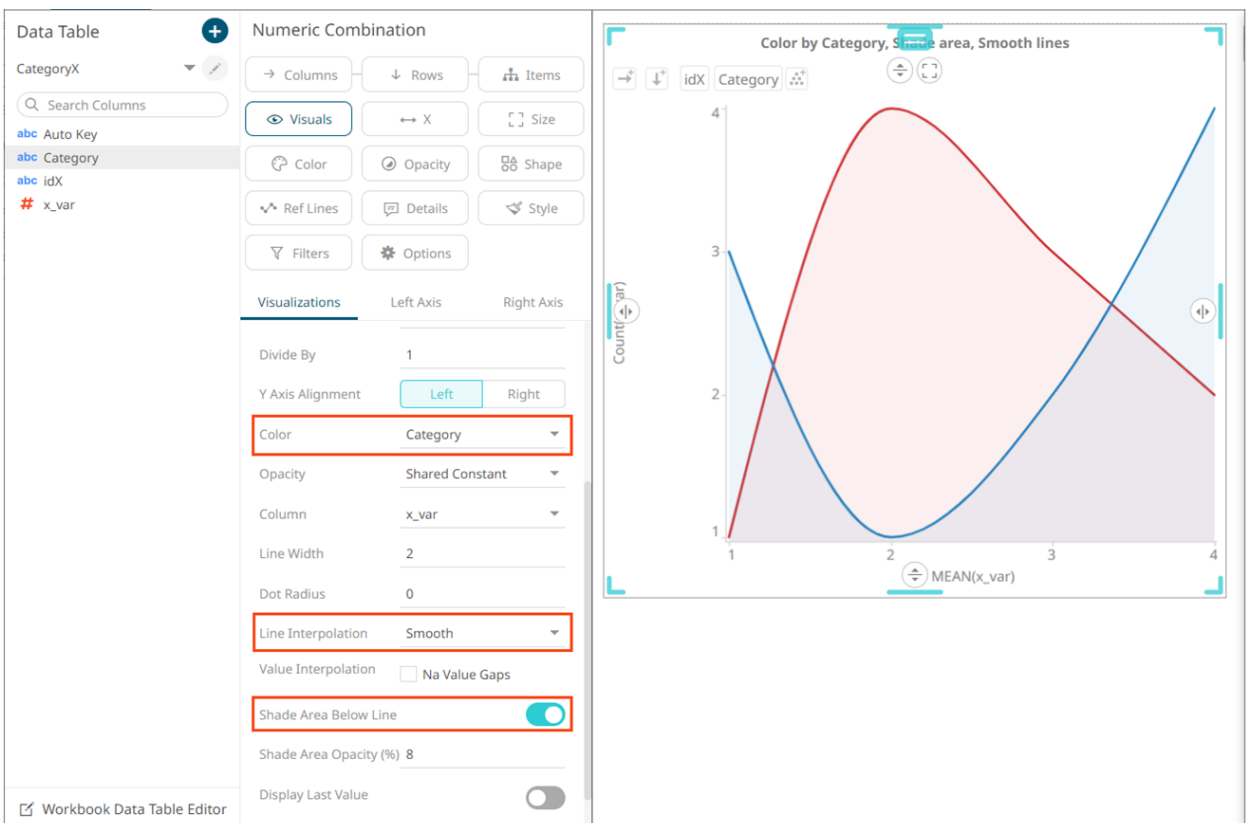 Data Table
CategoryX
Search Columns
abc Auto Key
abc Category
abc idX
# x_var
Workbook Data Table Editor
Numeric Combination
Columns
Rows
Items
Visuals
X
Size
Color
Opacity
Shape
Ref Lines
Details
Style
Filters
Options
Visualizations
Left Axis
Right Axis
Divide By 1
Y Axis Alignment Left Right
Color Category
Opacity Shared Constant
Column x_var
Line Width 2
Dot Radius 0
Line Interpolation Smooth
Value Interpolation Na Value Gaps
Shade Area Below Line
Shade Area Opacity (%) 8
Display Last Value
Color by Category, Shade area, Smooth lines
idX Category
4
3
2
1
1 2 3 4
MEAN(x_var)